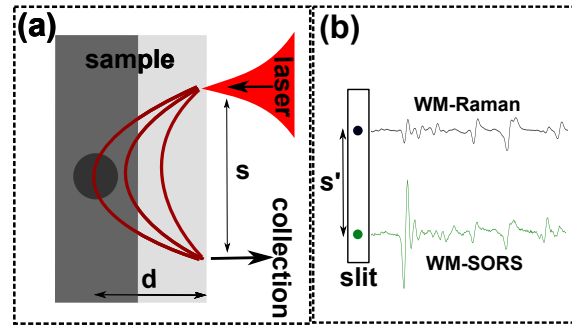 (a)
sample
laser
s
collection
d
(b)
WM-Raman
s'
WM-SORS
slit